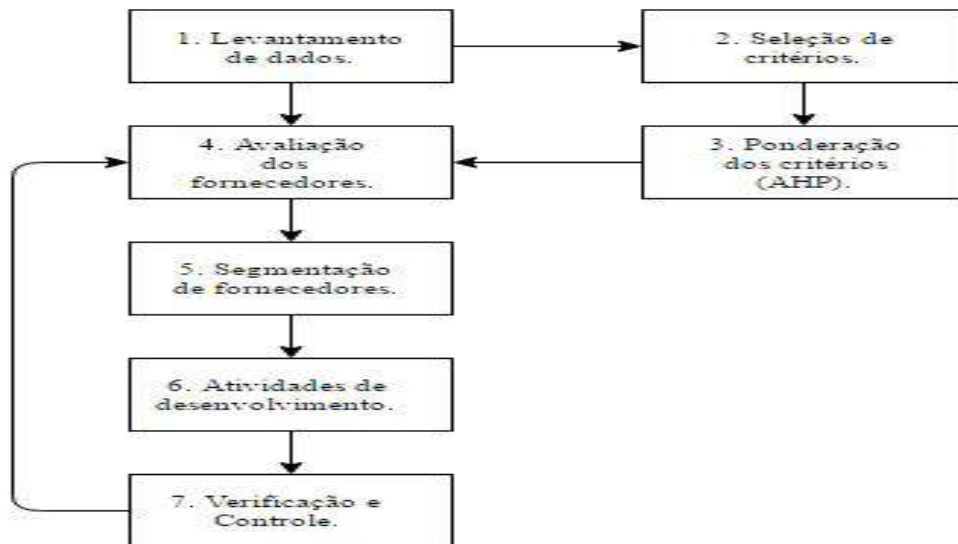 1. Levantamento
de dados.
2. Seleção de
critérios.
3. Ponderação
dos critérios
(AHP).
4. Avaliação
dos
fornecedores.
5. Segmentação
de fornecedores.
6. Atividades de
desenvolvimento.
7. Verificação e
Controle.